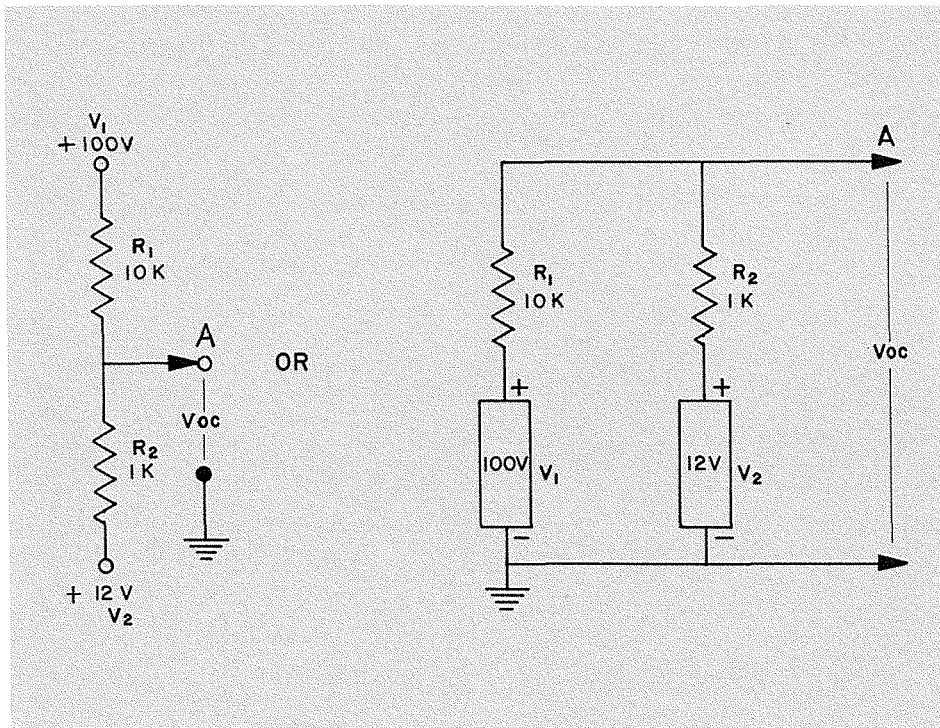 V₁
+ 100V
R₁
10 K
A
Voc
R₂
1 K
+ 12 V
V₂
OR
A
R₁
10 K
R₂
1 K
Voc
+
+
100V
V₁
12V
V₂
−
−